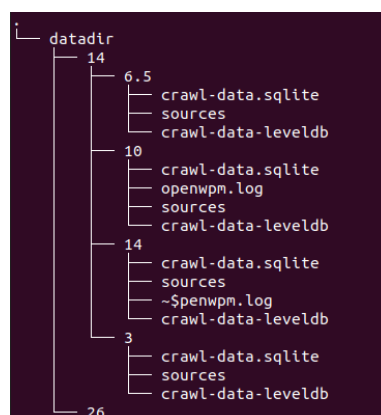 .
└── datadir
    ├── 14
    │   ├── 6.5
    │   │   ├── crawl-data.sqlite
    │   │   ├── sources
    │   │   └── crawl-data-leveldb
    │   ├── 10
    │   │   ├── crawl-data.sqlite
    │   │   ├── openwpm.log
    │   │   ├── sources
    │   │   └── crawl-data-leveldb
    │   ├── 14
    │   │   ├── crawl-data.sqlite
    │   │   ├── sources
    │   │   ├── ~$penwpm.log
    │   │   └── crawl-data-leveldb
    │   └── 3
    │       ├── crawl-data.sqlite
    │       ├── sources
    │       └── crawl-data-leveldb
    ├── 26